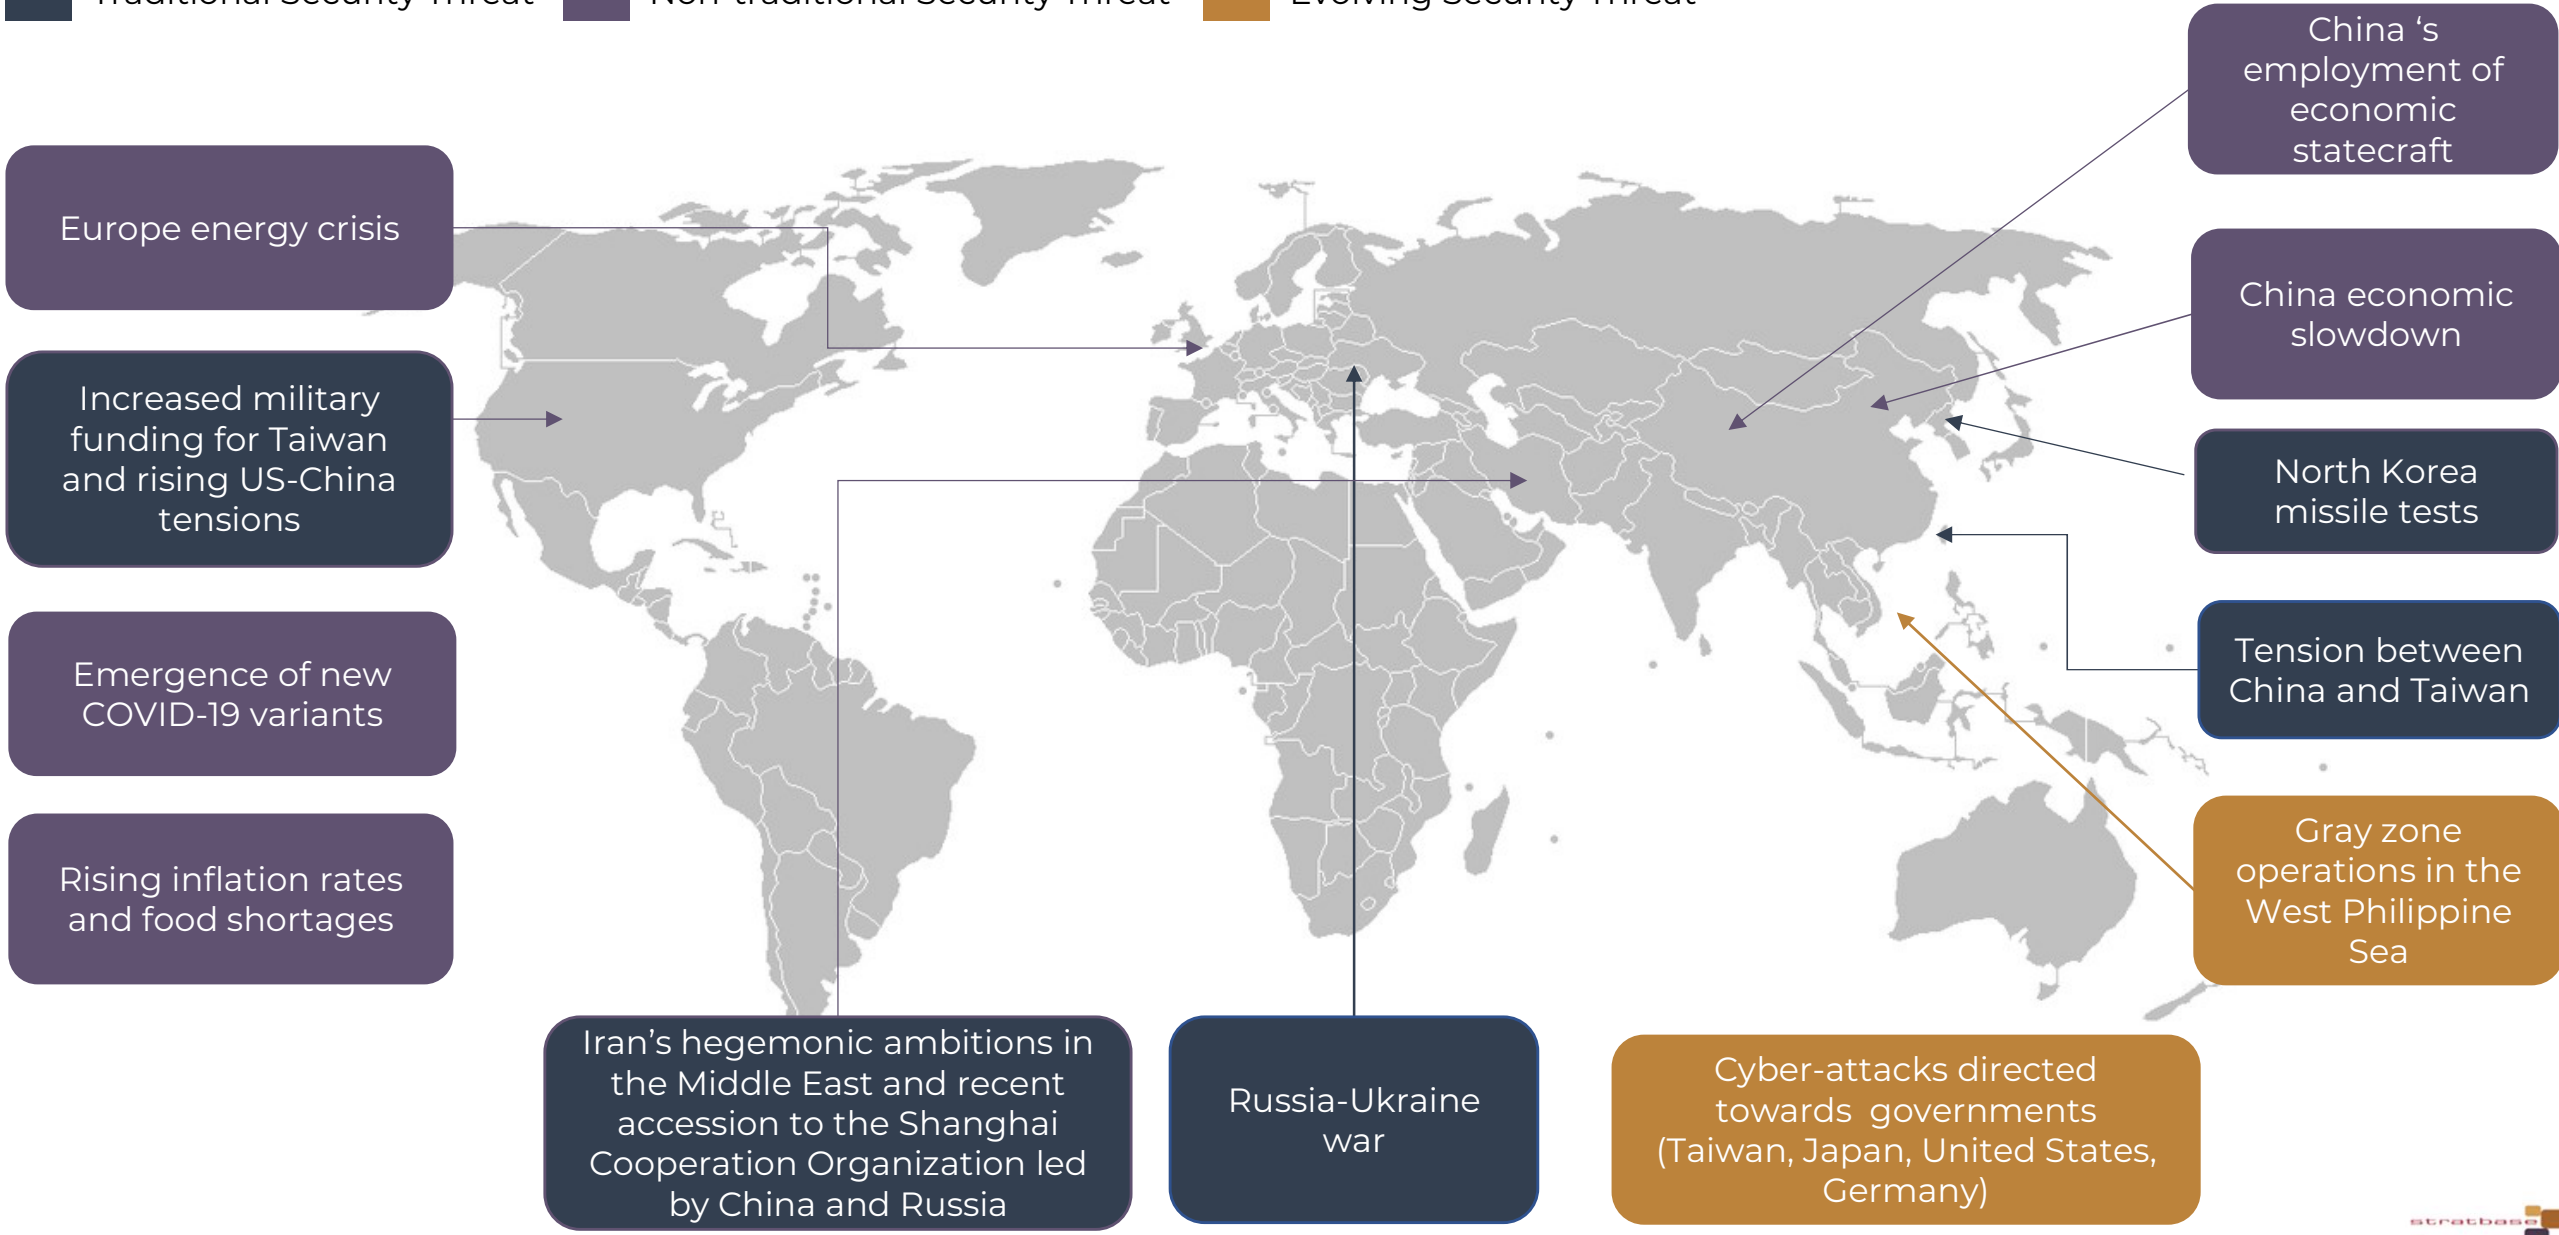 Traditional Security Threat
Non-traditional Security Threat
Evolving Security Threat
China ‘s
employment of
economic
statecraft
Europe energy crisis
China economic
slowdown
Increased military
funding for Taiwan
and rising US-China
tensions
North Korea
missile tests
Tension between
China and Taiwan
Emergence of new
COVID-19 variants
Gray zone
operations in the
West Philippine
Sea
Rising inflation rates
and food shortages
Iran’s hegemonic ambitions in
the Middle East and recent
accession to the Shanghai
Cooperation Organization led
by China and Russia
Russia-Ukraine
war
Cyber-attacks directed
towards  governments
(Taiwan, Japan, United States,
Germany)
stratbase